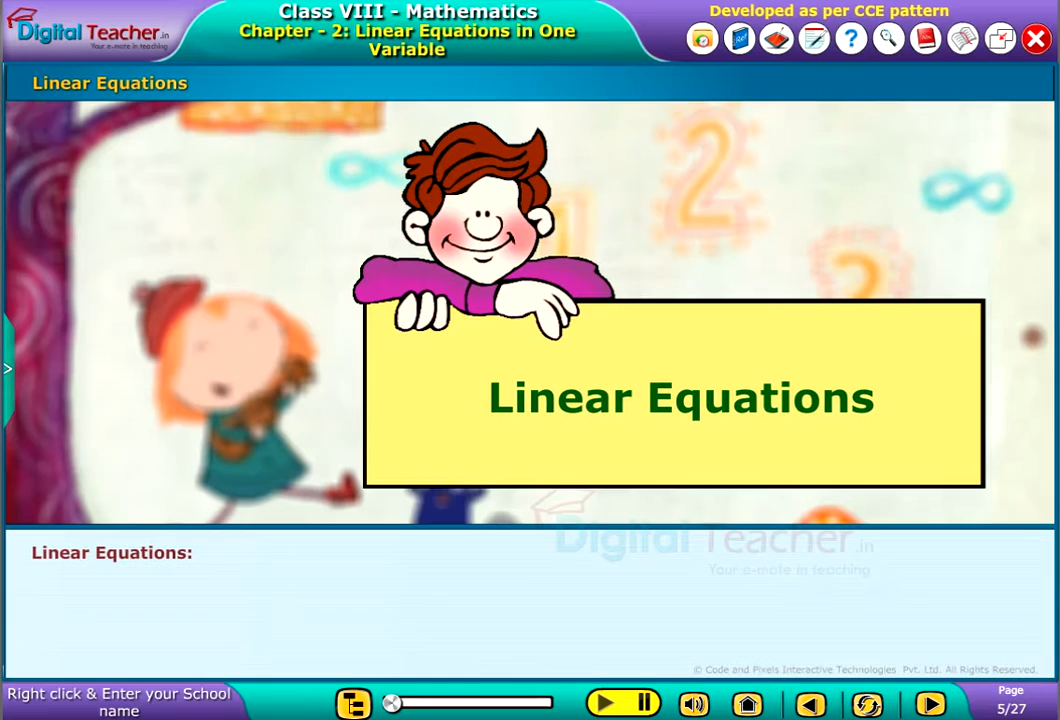 Digital Teacher.in
Your e-mate in teaching
Class VIII - Mathematics
Chapter - 2: Linear Equations in One
Variable
Developed as per CCE pattern
Linear Equations
2
Linear Equations
Linear Equations:
Digital Teacher.in
Your e-mate in teaching
© Code and Pixels Interactive Technologies Pvt. Ltd. All Rights Reserved.
Right click & Enter your School
name
Page
5/27